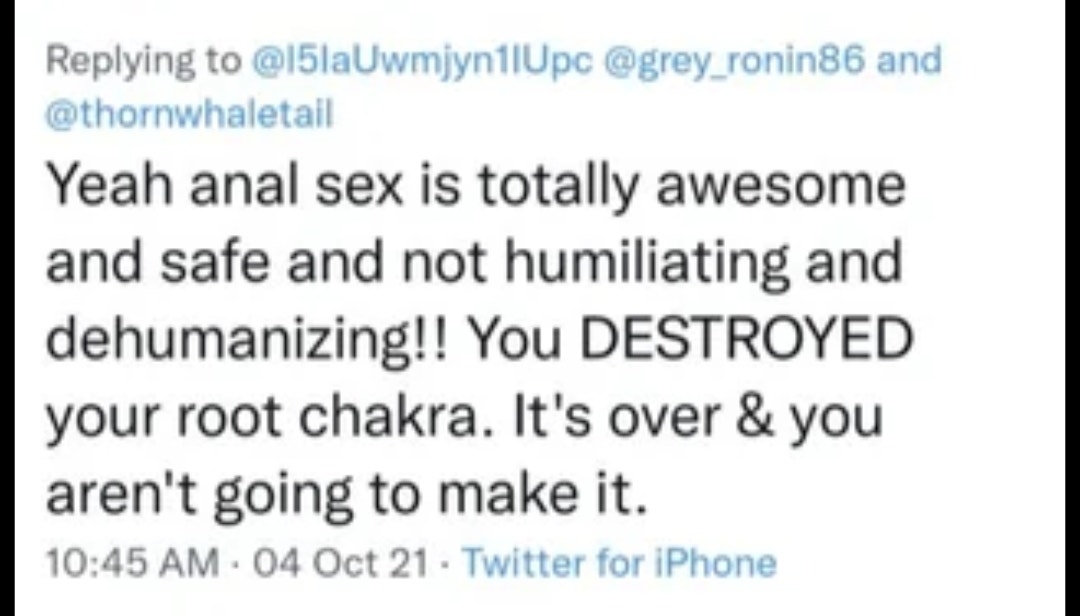 Replying to @I5IaUwmjyn1IUpc @grey_ronin86 and
@thornwhaletail
Yeah anal sex is totally awesome
and safe and not humiliating and
dehumanizing!! You DESTROYED
your root chakra. It's over & you
aren't going to make it.
10:45 AM · 04 Oct 21 · Twitter for iPhone